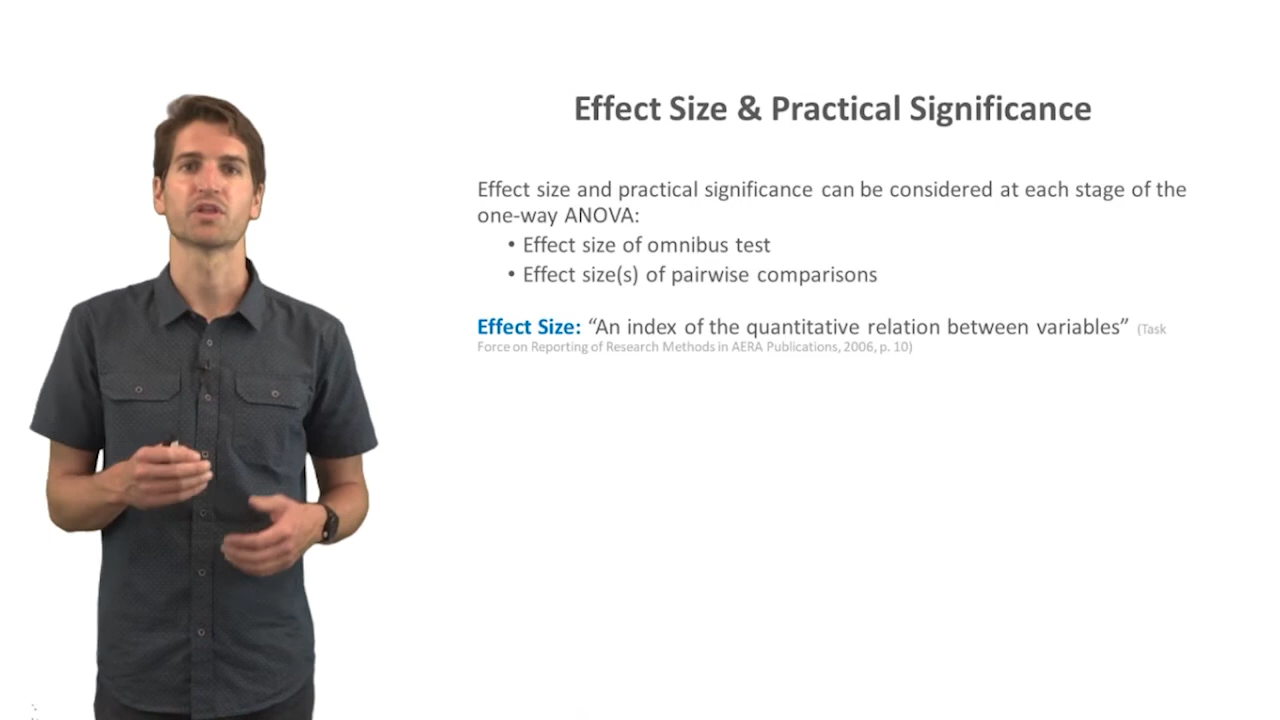 Effect Size & Practical Significance
Effect size and practical significance can be considered at each stage of the
one-way ANOVA:
• Effect size of omnibus test
• Effect size(s) of pairwise comparisons
Effect Size: “An index of the quantitative relation between variables” (Task
Force on Reporting of Research Methods in AERA Publications, 2006, p. 10)